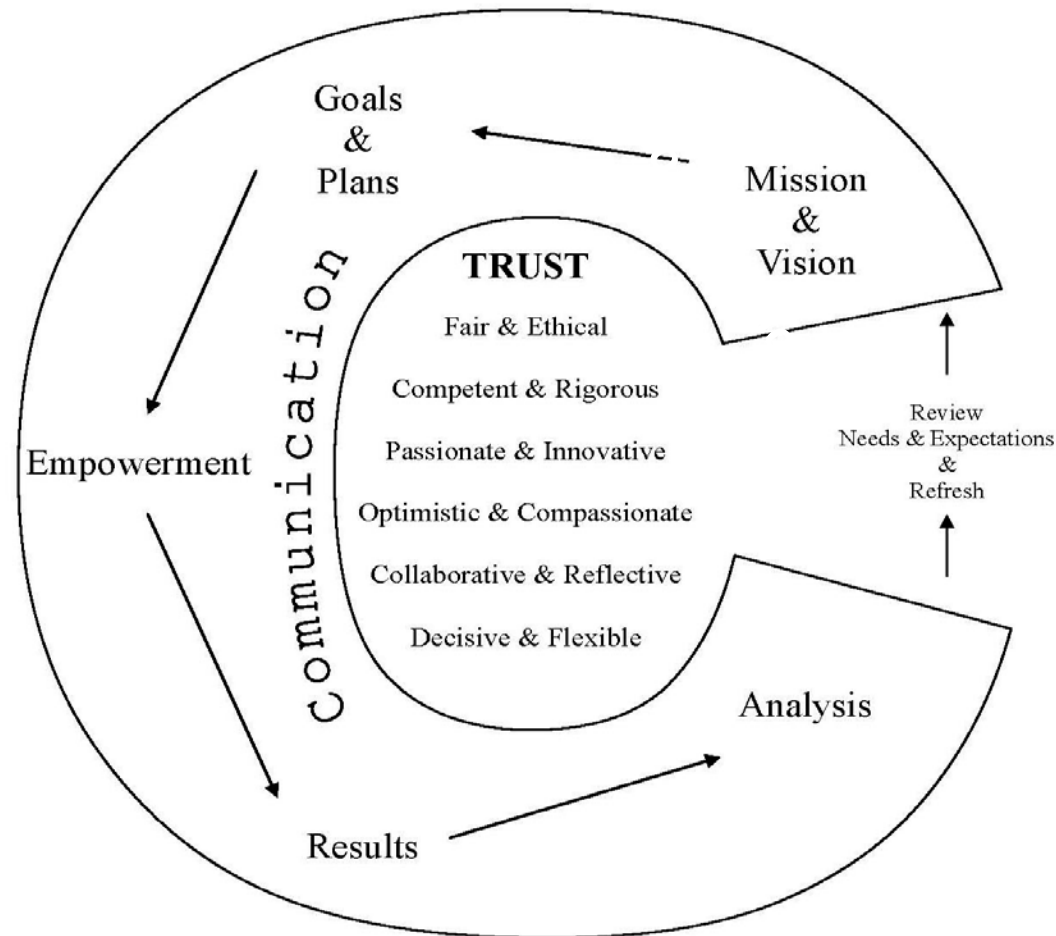 Goals
&
Plans
Mission
&
Vision
TRUST
Fair & Ethical
Competent & Rigorous
Passionate & Innovative
Optimistic & Compassionate
Collaborative & Reflective
Decisive & Flexible
Communication
Empowerment
Review
Needs & Expectations
&
Refresh
Analysis
Results